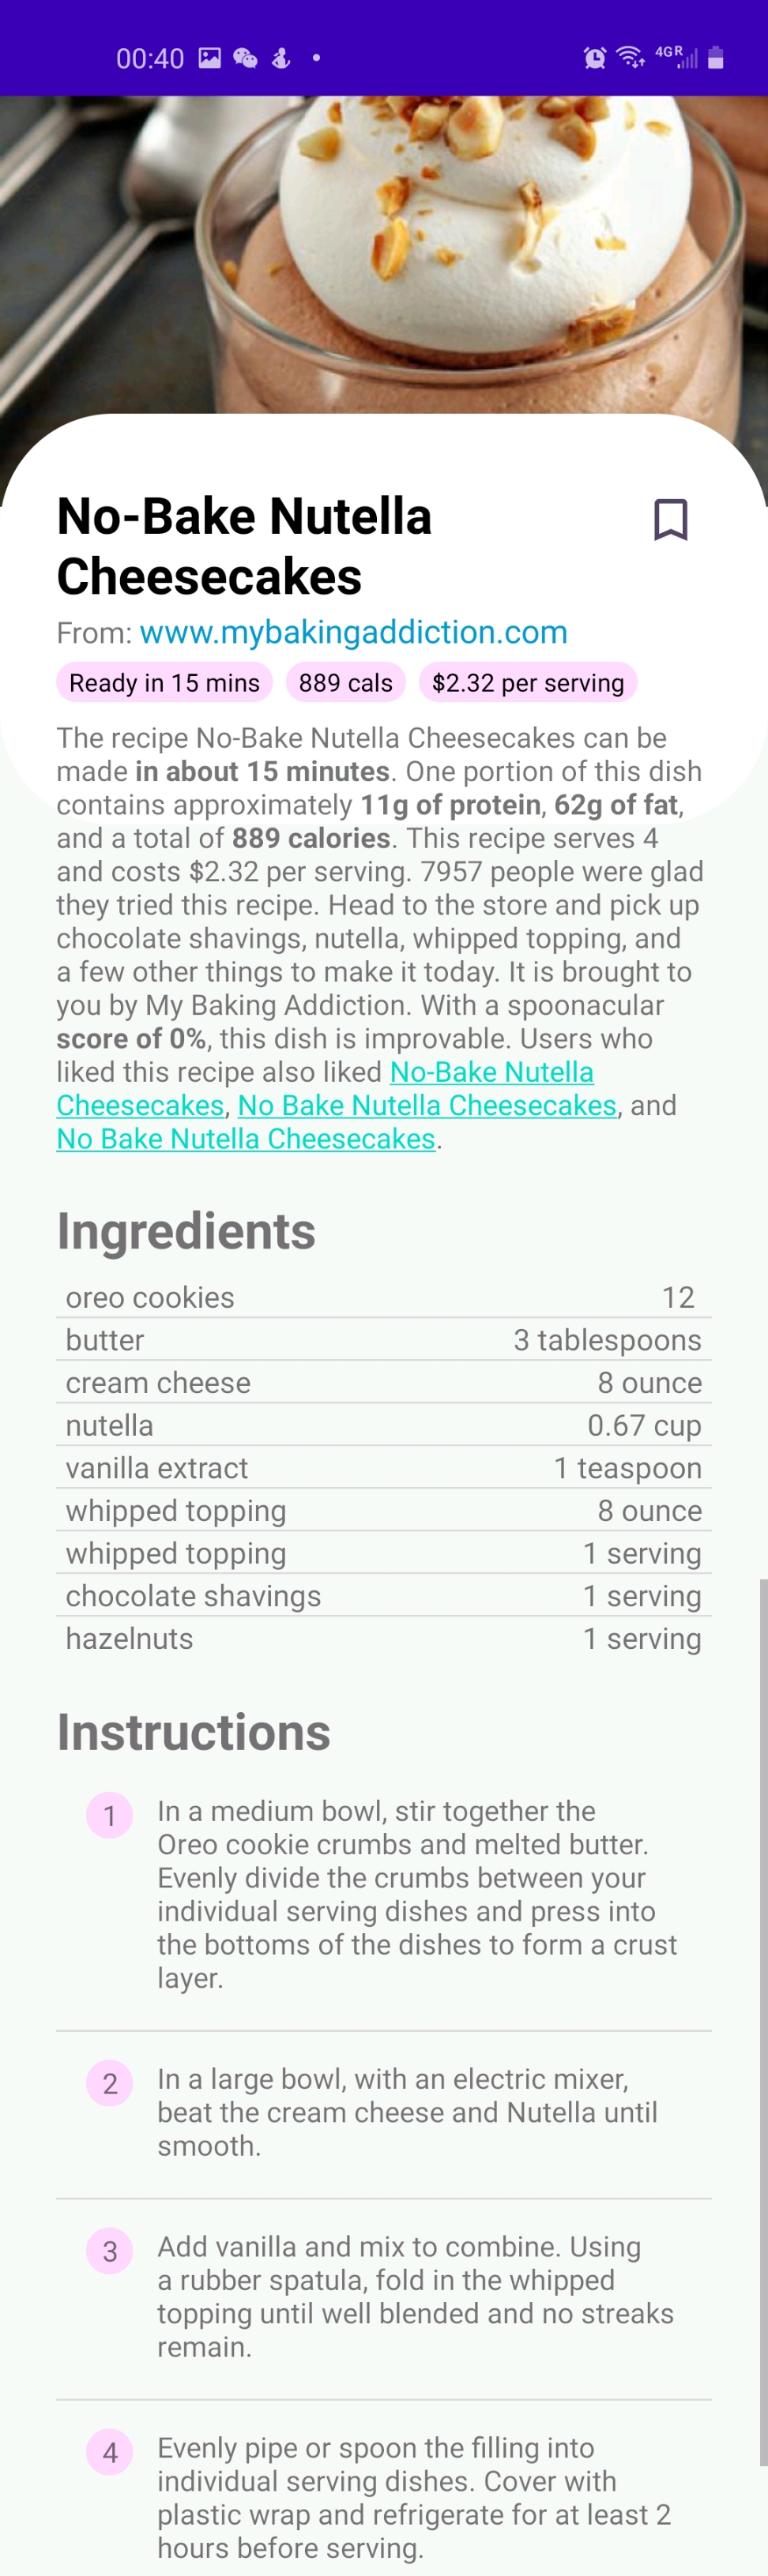 00:40
4GR
No-Bake Nutella
Cheesecakes
From: www.mybakingaddiction.com
Ready in 15 mins 889 cals $2.32 per serving
The recipe No-Bake Nutella Cheesecakes can be
made in about 15 minutes. One portion of this dish
contains approximately 11g of protein, 62g of fat,
and a total of 889 calories. This recipe serves 4
and costs $2.32 per serving. 7957 people were glad
they tried this recipe. Head to the store and pick up
chocolate shavings, nutella, whipped topping, and
a few other things to make it today. It is brought to
you by My Baking Addiction. With a spoonacular
score of 0%, this dish is improvable. Users who
liked this recipe also liked No-Bake Nutella
Cheesecakes, No Bake Nutella Cheesecakes, and
No Bake Nutella Cheesecakes.
Ingredients
oreo cookies 12
butter 3 tablespoons
cream cheese 8 ounce
nutella 0.67 cup
vanilla extract 1 teaspoon
whipped topping 8 ounce
whipped topping 1 serving
chocolate shavings 1 serving
hazelnuts 1 serving
Instructions
1 In a medium bowl, stir together the
Oreo cookie crumbs and melted butter.
Evenly divide the crumbs between your
individual serving dishes and press into
the bottoms of the dishes to form a crust
layer.
2 In a large bowl, with an electric mixer,
beat the cream cheese and Nutella until
smooth.
3 Add vanilla and mix to combine. Using
a rubber spatula, fold in the whipped
topping until well blended and no streaks
remain.
4 Evenly pipe or spoon the filling into
individual serving dishes. Cover with
plastic wrap and refrigerate for at least 2
hours before serving.